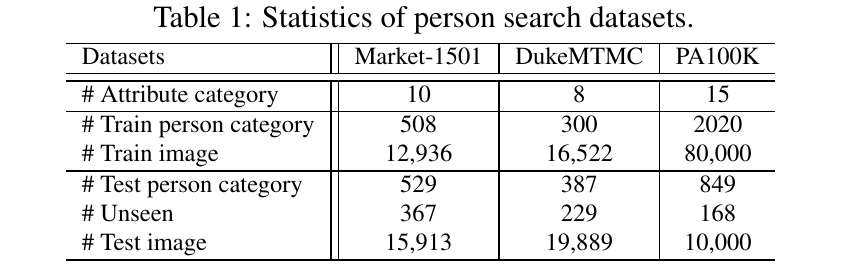 Table 1: Statistics of person search datasets.
Datasets Market-1501 DukeMTMC PA100K
# Attribute category 10 8 15
# Train person category 508 300 2020
# Train image 12,936 16,522 80,000
# Test person category 529 387 849
# Unseen 367 229 168
# Test image 15,913 19,889 10,000